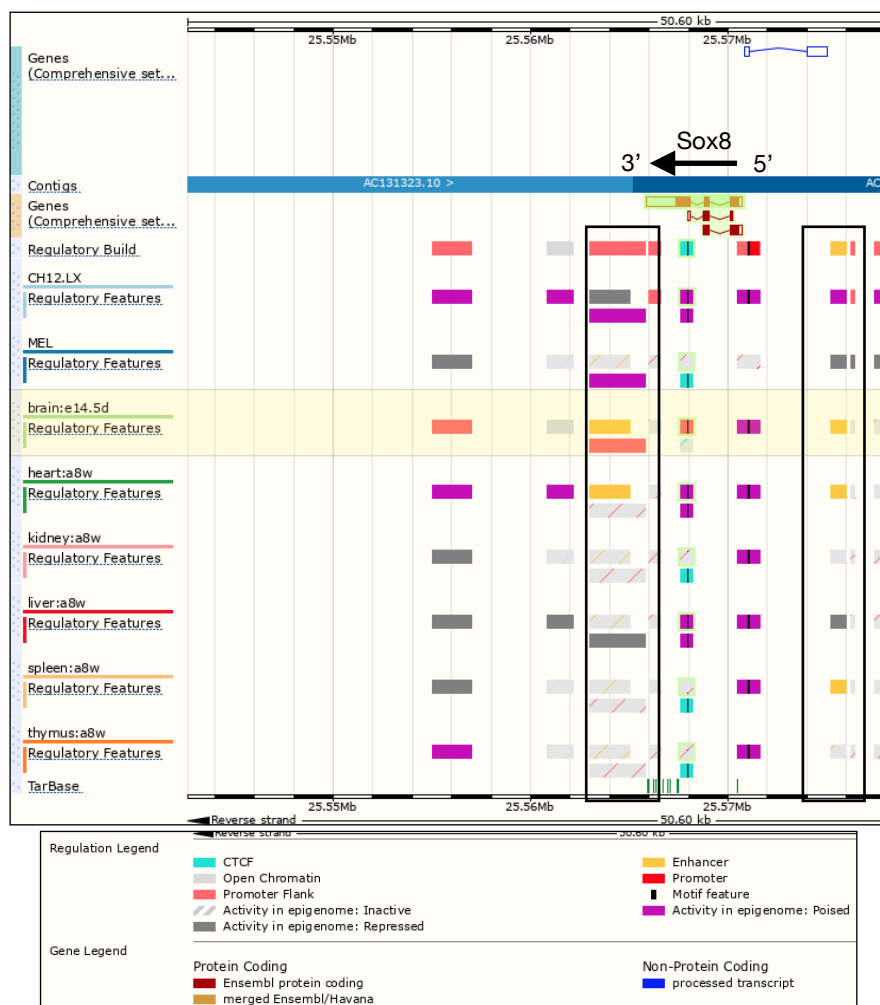 50.60 kb
25.55Mb 25.56Mb 25.57Mb
Genes
(Comprehensive set...
Sox8
3’ 5’
Contigs AC131323.10 > AC
Genes
(Comprehensive set...
Regulatory Build
CH12.LX
Regulatory Features
MEL
Regulatory Features
brain:e14.5d
Regulatory Features
heart:a8w
Regulatory Features
kidney:a8w
Regulatory Features
liver:a8w
Regulatory Features
spleen:a8w
Regulatory Features
thymus:a8w
Regulatory Features
TarBase
25.55Mb 25.56Mb 25.57Mb
Reverse strand 50.60 kb
Reverse strand 50.60 kb
Regulation Legend
CTCF Enhancer
Open Chromatin Promoter
Promoter Flank Motif feature
Activity in epigenome: Inactive Activity in epigenome: Poised
Activity in epigenome: Repressed
Gene Legend
Protein Coding Non-Protein Coding
Ensembl protein coding processed transcript
merged Ensembl/Havana